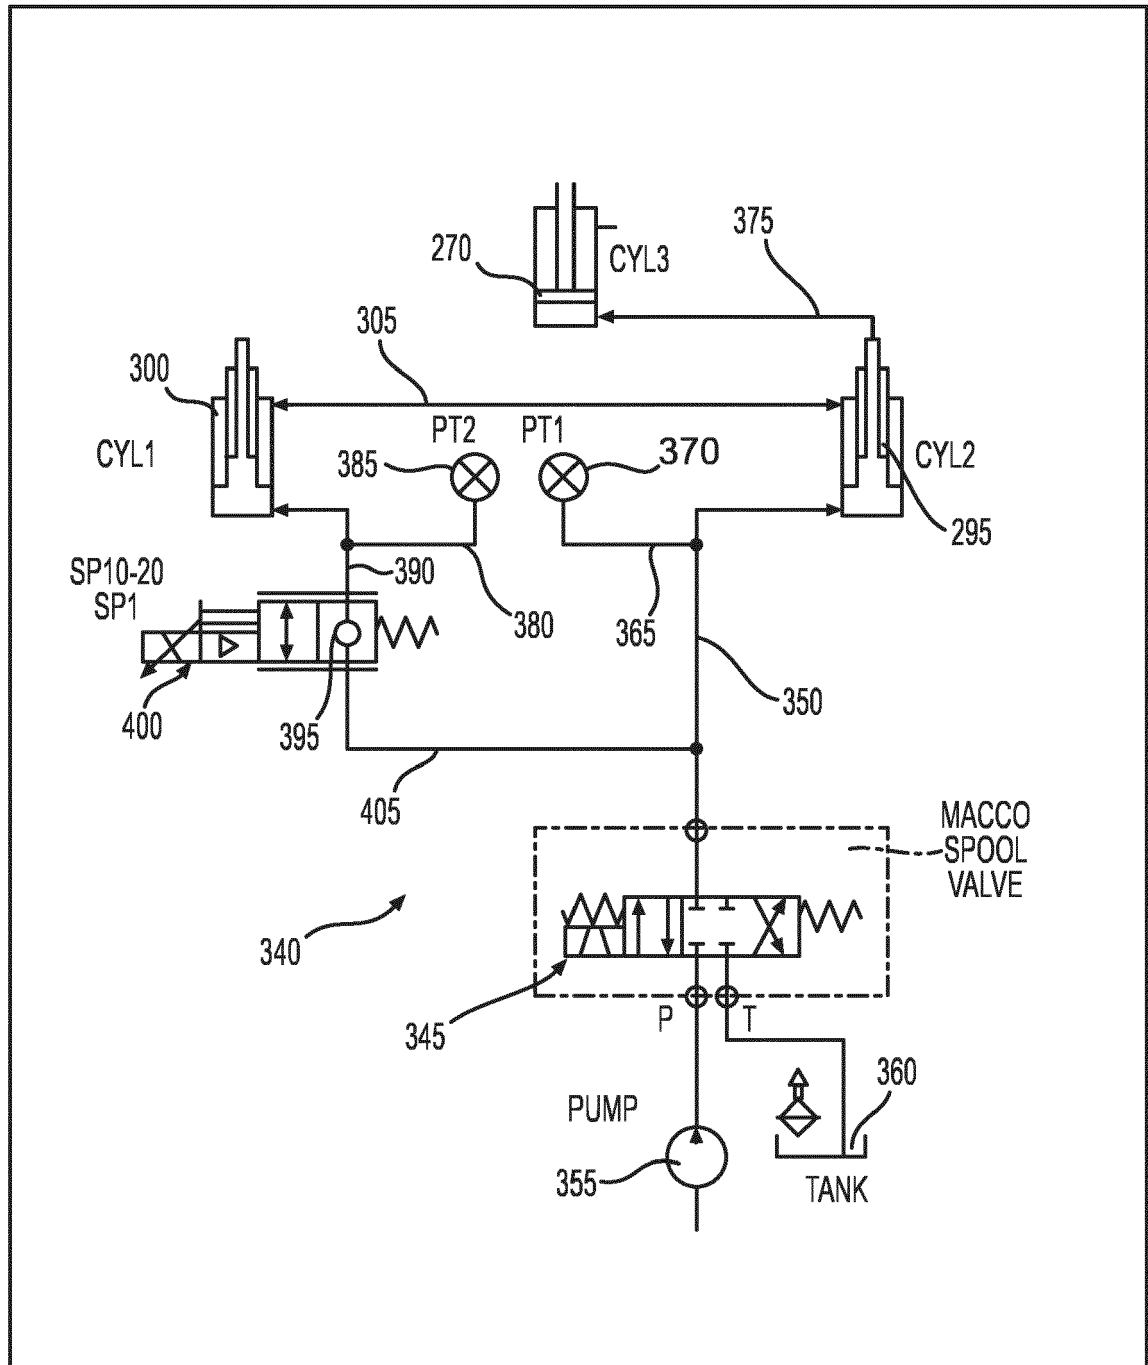 375
270
CYL3
305
300
PT2
PT1
CYL1
385
370
CYL2
295
SP10-20
SP1
390
380
365
400
395
350
405
MACCO
SPOOL
VALVE
340
345
P
T
360
PUMP
355
TANK